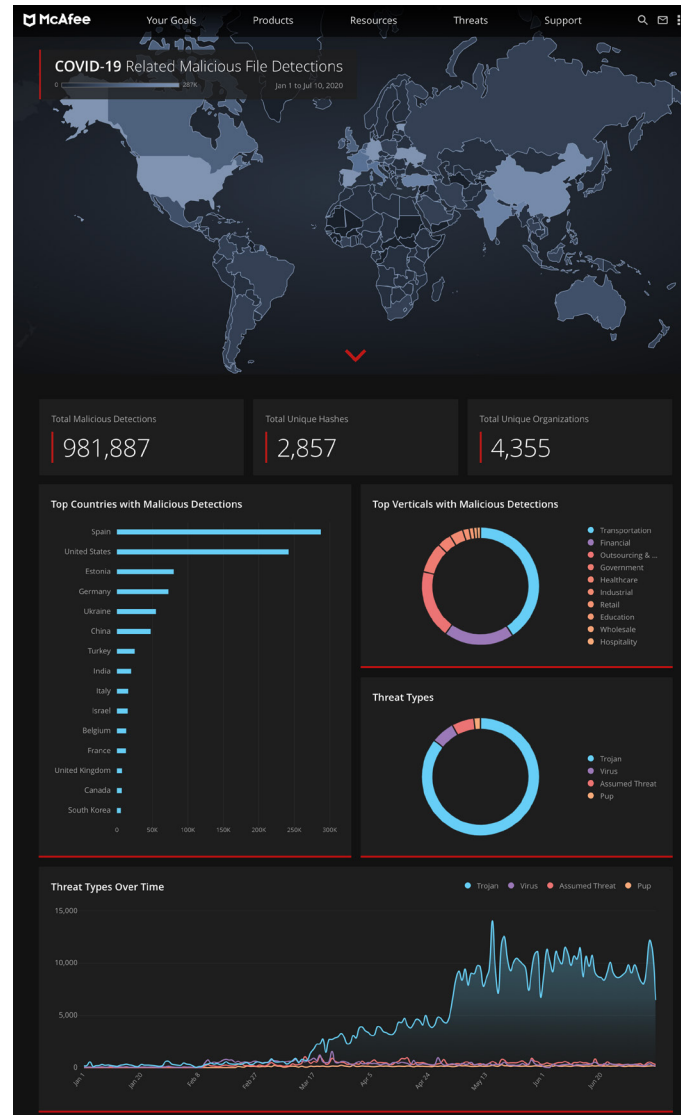 McAfee Your Goals Products Resources Threats Support
COVID-19 Related Malicious File Detections
0 287K Jan 1 to Jul 10, 2020
Total Malicious Detections
981,887
Total Unique Hashes
2,857
Total Unique Organizations
4,355
Top Countries with Malicious Detections
Spain
United States
Estonia
Germany
Ukraine
China
Turkey
India
Italy
Israel
Belgium
France
United Kingdom
Canada
South Korea
0 50K 100K 150K 200K 250K 300K
Top Verticals with Malicious Detections
Transportation
Financial
Outsourcing & ...
Government
Healthcare
Industrial
Retail
Education
Wholesale
Hospitality
Threat Types
Trojan
Virus
Assumed Threat
Pup
Threat Types Over Time
Trojan Virus Assumed Threat Pup
15,000
10,000
5,000
0
Jan 1 Jan 20 Feb 8 Feb 27 Mar 17 Apr 5 Apr 24 May 13 Jun 1 Jun 20